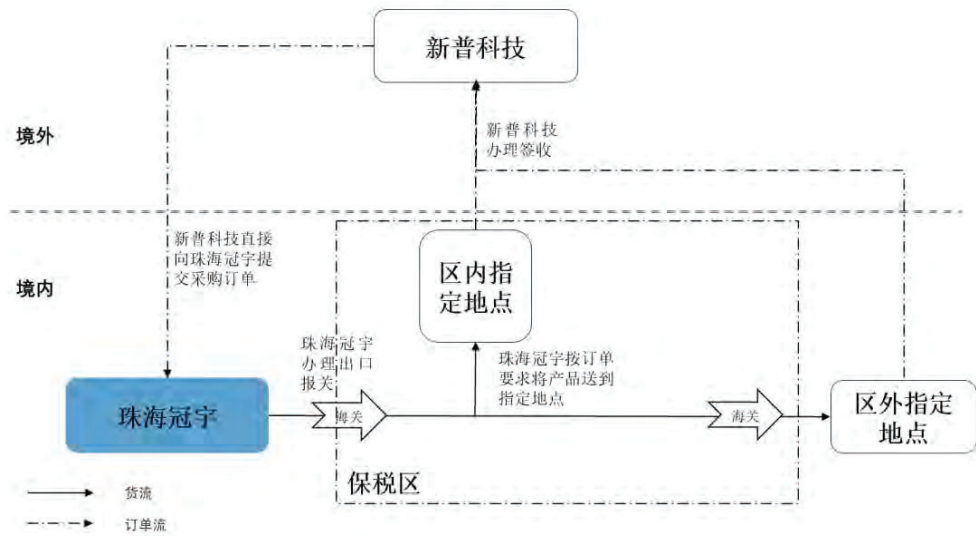 新普科技
境外
新普科技
办理签收
新普科技直接
向珠海冠宇提
交采购订单
境内
区内指
定地点
珠海冠宇
办理出口
报关
珠海冠宇按订单
要求将产品送到
指定地点
珠海冠宇
海关
海关
区外指定
地点
保税区
货流
订单流